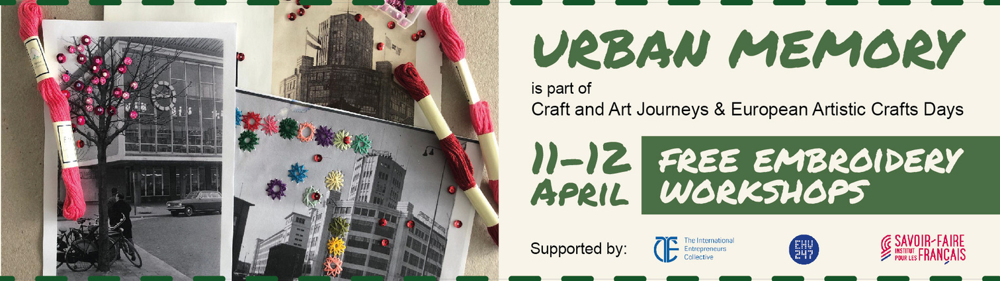 URBAN MEMORY
is part of
Craft and Art Journeys & European Artistic Crafts Days
11-12
APRIL
FREE EMBROIDERY
WORKSHOPS
Supported by:
The International
Entrepreneurs
Collective
EHV
247
SAVOIR-FAIRE
INSTITUT
POUR LES FRANÇAIS